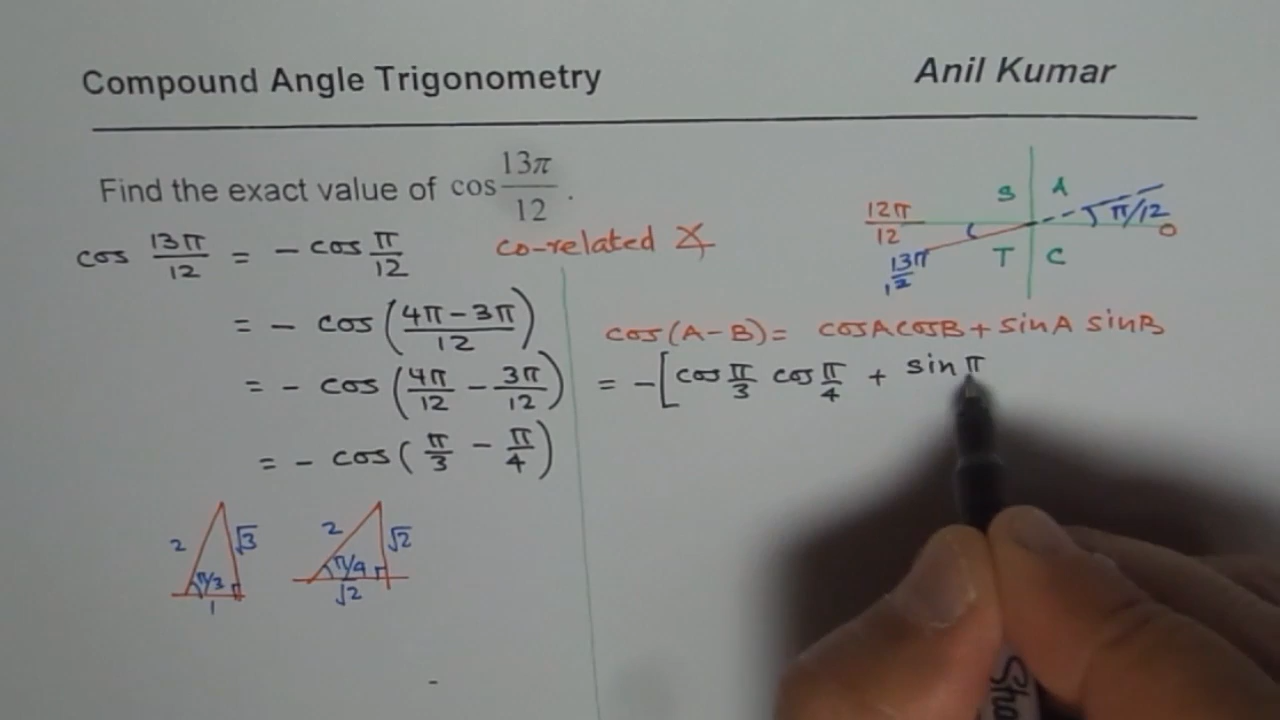 Compound Angle Trigonometry
Anil Kumar
Find the exact value of cos 13π/12 .
cos 13π/12 = - cos π/12
co-related ∡
= - cos (4π - 3π / 12)
= - cos (4π/12 - 3π/12)
= - cos (π/3 - π/4)
S A
12π/12
π/12
0
13π/12
T C
cos(A-B) = cosAcosB + sinA sinB
= - [cos π/3 cos π/4 + sin π
2 √3 π/3 1
2 √2 π/4 √2
Sha